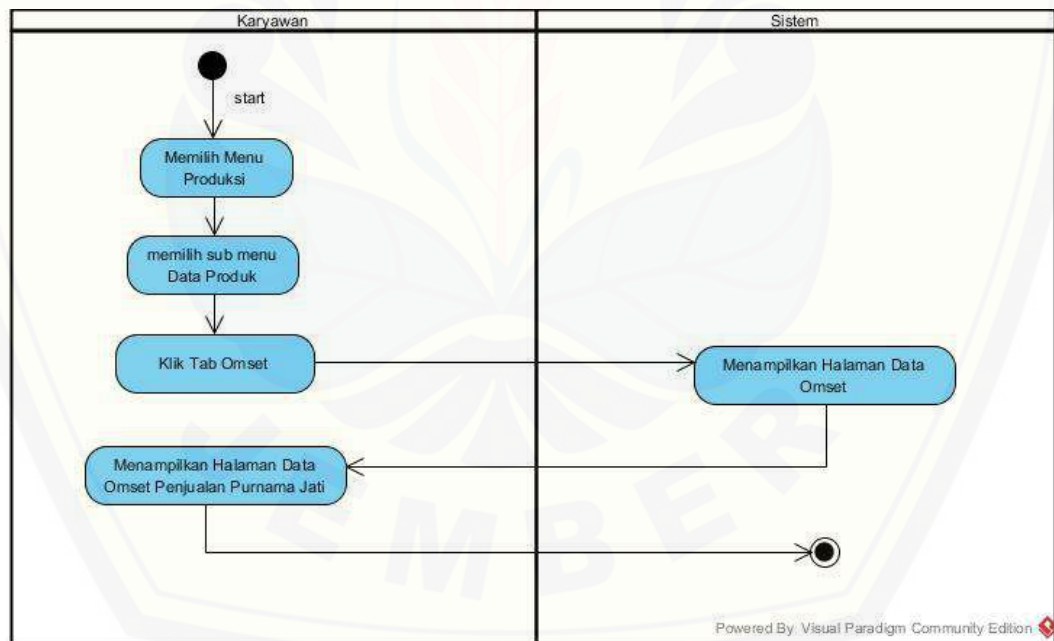 Karyawan
Sistem
start
Memilih Menu
Produksi
memilih sub menu
Data Produk
Klik Tab Omset
Menampilkan Halaman Data
Omset
Menampilkan Halaman Data
Omset Penjualan Purnama Jati
EMBER
Powered By Visual Paradigm Community Edition